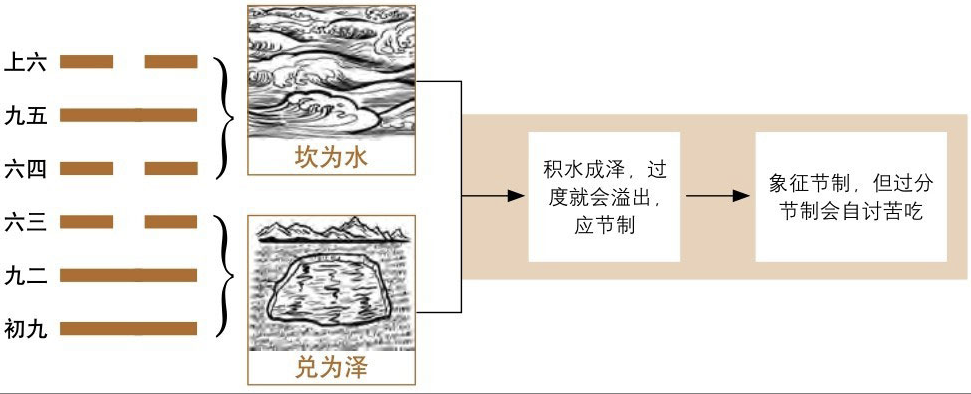 上六
九五
六四
六三
九二
初九
坎为水
兑为泽
积水成泽，过
度就会溢出，
应节制
象征节制，但过分
节制会自讨苦吃